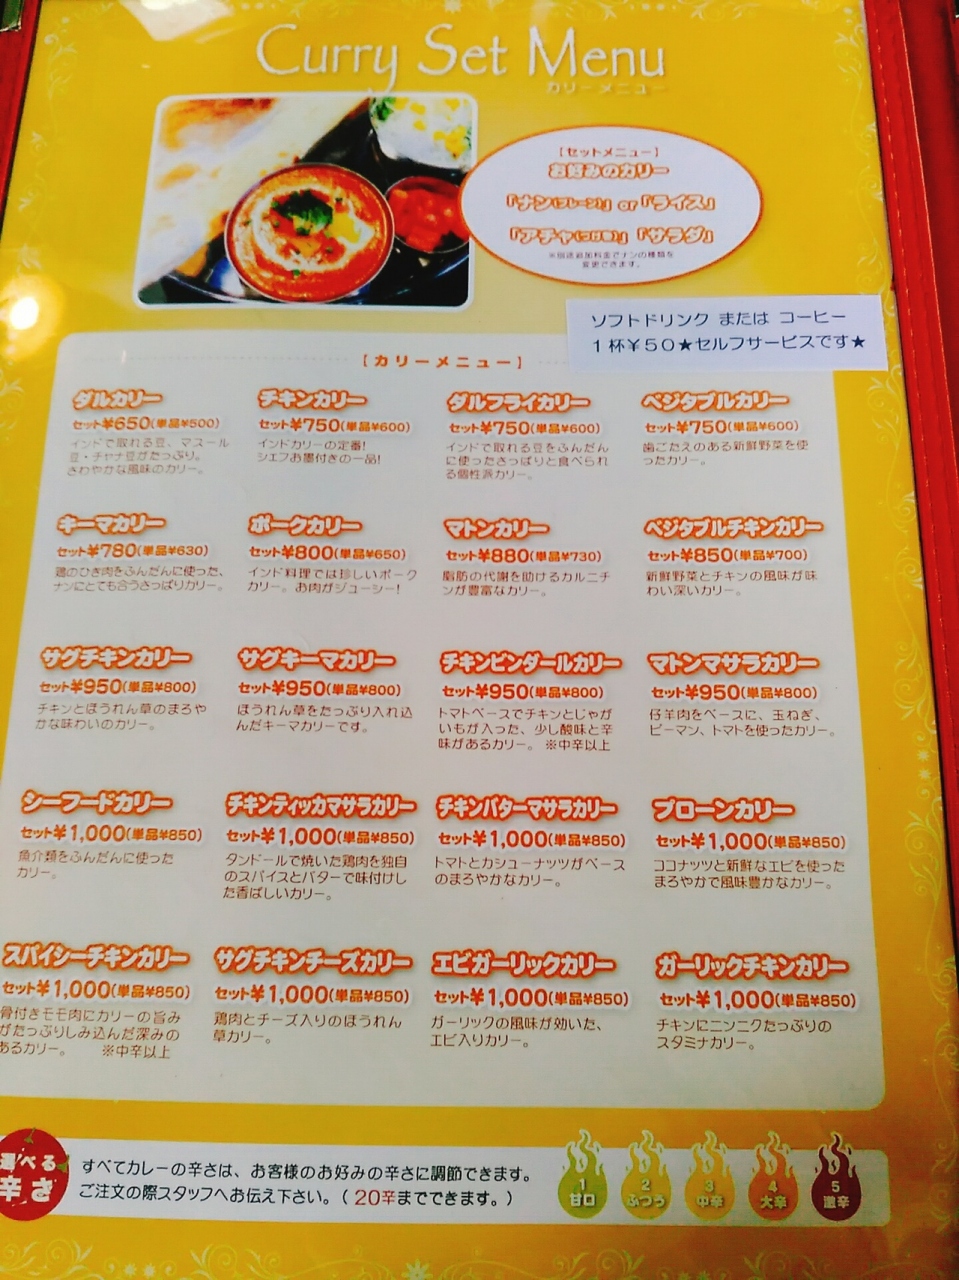 Curry Set Menu
カリーメニュー
[セットメニュー]
お好みのカリー
「ナン(プレーン)」or「ライス」
「アチャ(つけ物)」「サラダ」
※別途追加料金でナンの種類を
変更できます。
ソフトドリンク または コーヒー
1杯¥50★セルフサービスです★
[カリーメニュー]
ダルカリー
セット¥650(単品¥500)
インドで取れる豆、マスール
豆・チャナ豆がたっぷり。
さわやかな風味のカリー。
チキンカリー
セット¥750(単品¥600)
インドカリーの定番!
シェフお墨付きの一品!
ダルフライカリー
セット¥750(単品¥600)
インドで取れる豆をふんだん
に使ったさっぱりと食べられ
る個性派カリー。
ベジタブルカリー
セット¥750(単品¥600)
歯ごたえのある新鮮野菜を使
ったカリー。
キーマカリー
セット¥780(単品¥630)
鶏のひき肉をふんだんに使った、
ナンにとても合うさっぱりカリー。
ポークカリー
セット¥800(単品¥650)
インド料理では珍しいポーク
カリー。お肉がジューシー!
マトンカリー
セット¥880(単品¥730)
脂肪の代謝を助けるカルニチ
ンが豊富なカリー。
ベジタブルチキンカリー
セット¥850(単品¥700)
新鮮野菜とチキンの風味が味
わい深いカリー。
サグチキンカリー
セット¥950(単品¥800)
チキンとほうれん草のまろや
かな味わいのカリー。
サグキーマカリー
セット¥950(単品¥800)
ほうれん草をたっぷり入れ込
んだキーマカリーです。
チキンビンダールカリー
セット¥950(単品¥800)
トマトベースでチキンとじゃが
いもが入った、少し酸味と辛
味があるカリー。 ※中辛以上
マトンマサラカリー
セット¥950(単品¥800)
仔羊肉をベースに、玉ねぎ、
ピーマン、トマトを使ったカリー。
シーフードカリー
セット¥1,000(単品¥850)
魚介類をふんだんに使った
カリー。
チキンティッカマサラカリー
セット¥1,000(単品¥850)
タンドールで焼いた鶏肉を独自
のスパイスとバターで味付けし
た香ばしいカリー。
チキンバターマサラカリー
セット¥1,000(単品¥850)
トマトとカシューナッツがベース
のまろやかなカリー。
プローンカリー
セット¥1,000(単品¥850)
ココナッツと新鮮なエビを使った
まろやかで風味豊かなカリー。
スパイシーチキンカリー
セット¥1,000(単品¥850)
骨付きモモ肉にカリーの旨み
がたっぷりしみ込んだ深みの
あるカリー。 ※中辛以上
サグチキンチーズカリー
セット¥1,000(単品¥850)
鶏肉とチーズ入りのほうれん
草カリー。
エビガーリックカリー
セット¥1,000(単品¥850)
ガーリックの風味が効いた、
エビ入りカリー。
ガーリックチキンカリー
セット¥1,000(単品¥850)
チキンにニンニクたっぷりの
スタミナカリー。
選べる
辛さ
すべてカレーの辛さは、お客様のお好みの辛さに調節できます。
ご注文の際スタッフへお伝え下さい。(20辛までできます。)
1
甘口
2
ふつう
3
中辛
4
大辛
5
激辛